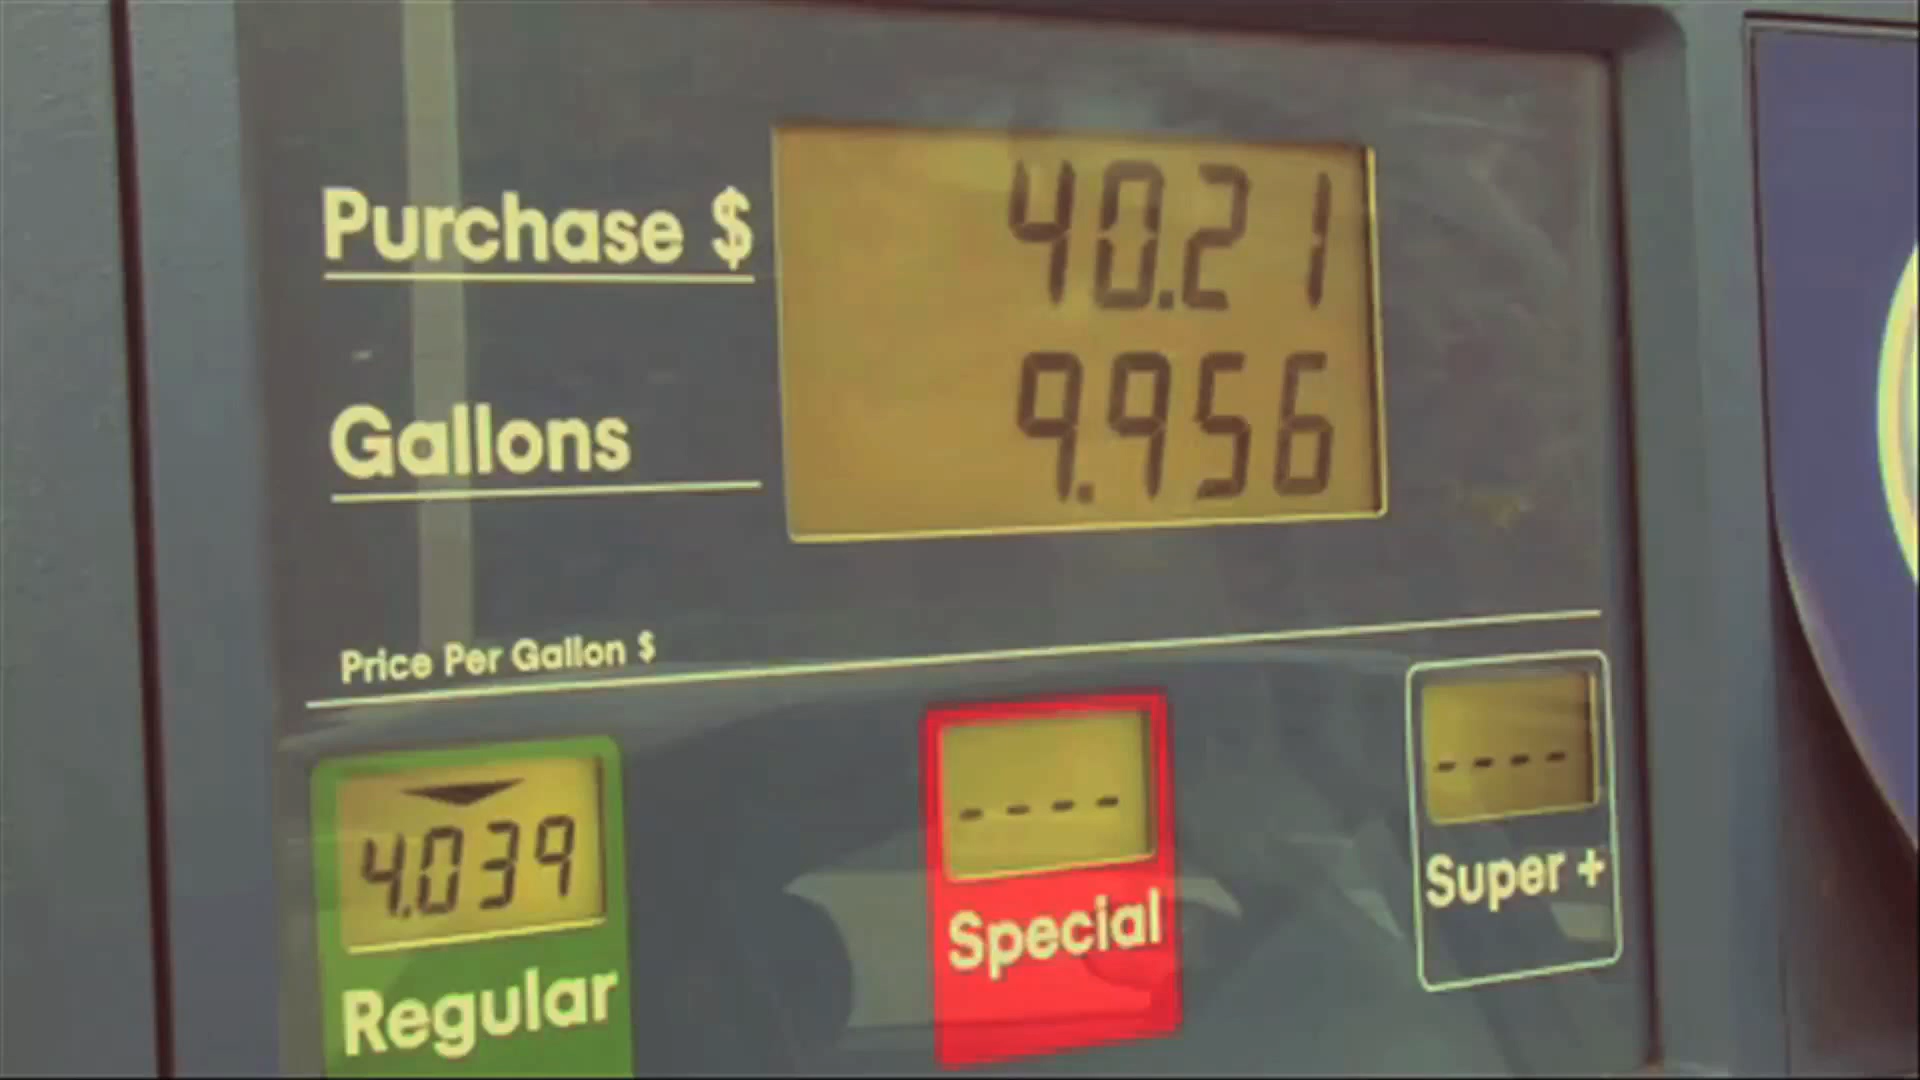 Purchase $ 40.21
Gallons 9.956
Price Per Gallon $
4.039 ---- ----
Regular Special Super +